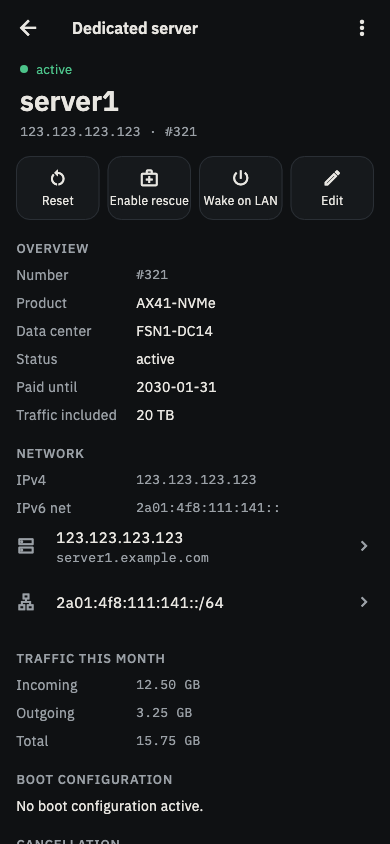 Dedicated server
active
server1
123.123.123.123 · #321
Reset
Enable rescue
Wake on LAN
Edit
OVERVIEW
Number #321
Product AX41-NVMe
Data center FSN1-DC14
Status active
Paid until 2030-01-31
Traffic included 20 TB
NETWORK
IPv4 123.123.123.123
IPv6 net 2a01:4f8:111:141::
123.123.123.123
server1.example.com
2a01:4f8:111:141::/64
TRAFFIC THIS MONTH
Incoming 12.50 GB
Outgoing 3.25 GB
Total 15.75 GB
BOOT CONFIGURATION
No boot configuration active.
CANCELLATION